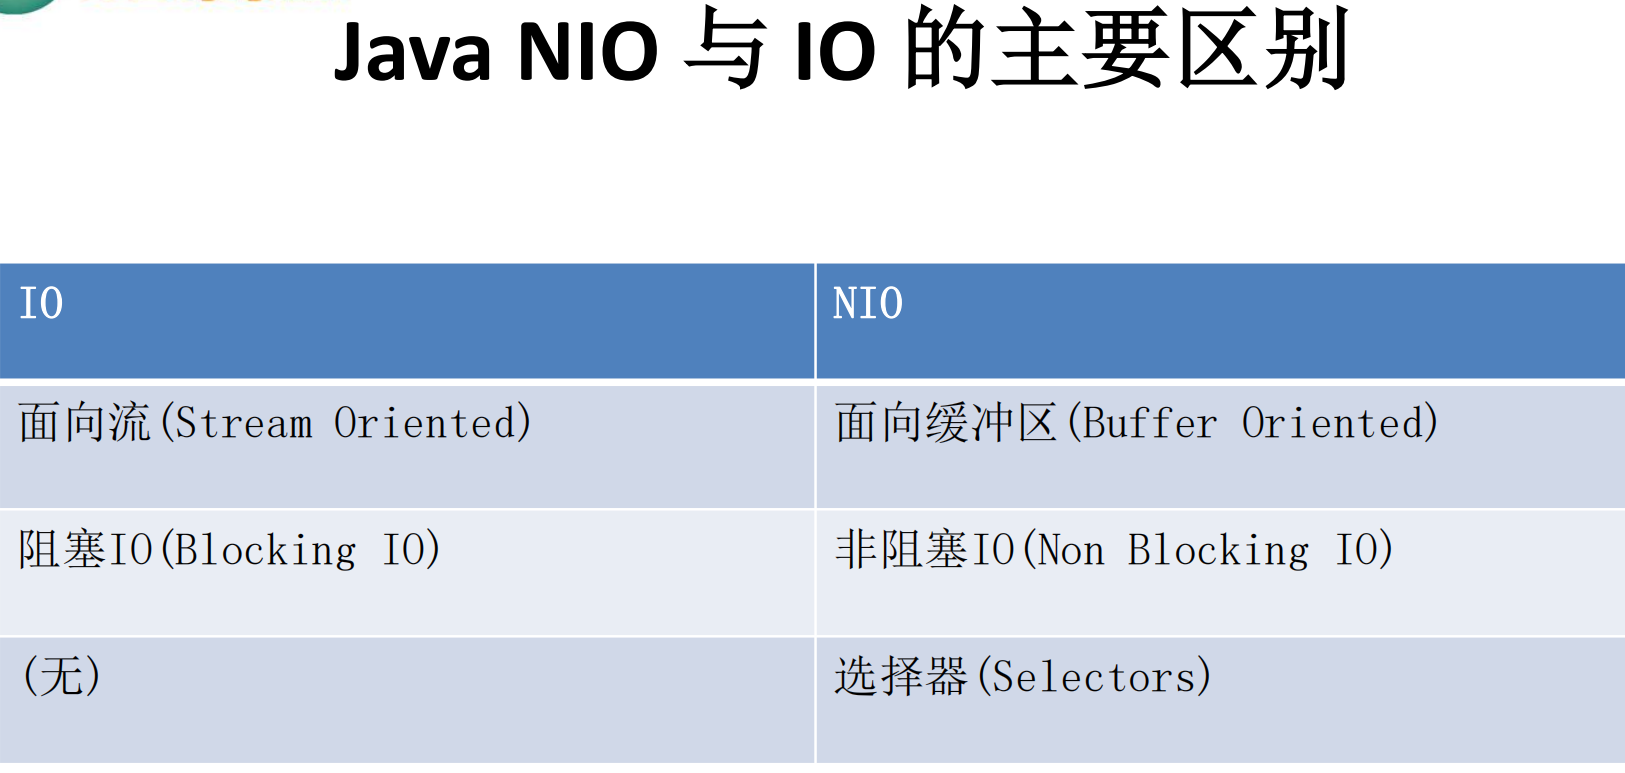 Java NIO 与 IO 的主要区别
IO
NIO
面向流(Stream Oriented)
面向缓冲区(Buffer Oriented)
阻塞IO(Blocking IO)
非阻塞IO(Non Blocking IO)
(无)
选择器(Selectors)